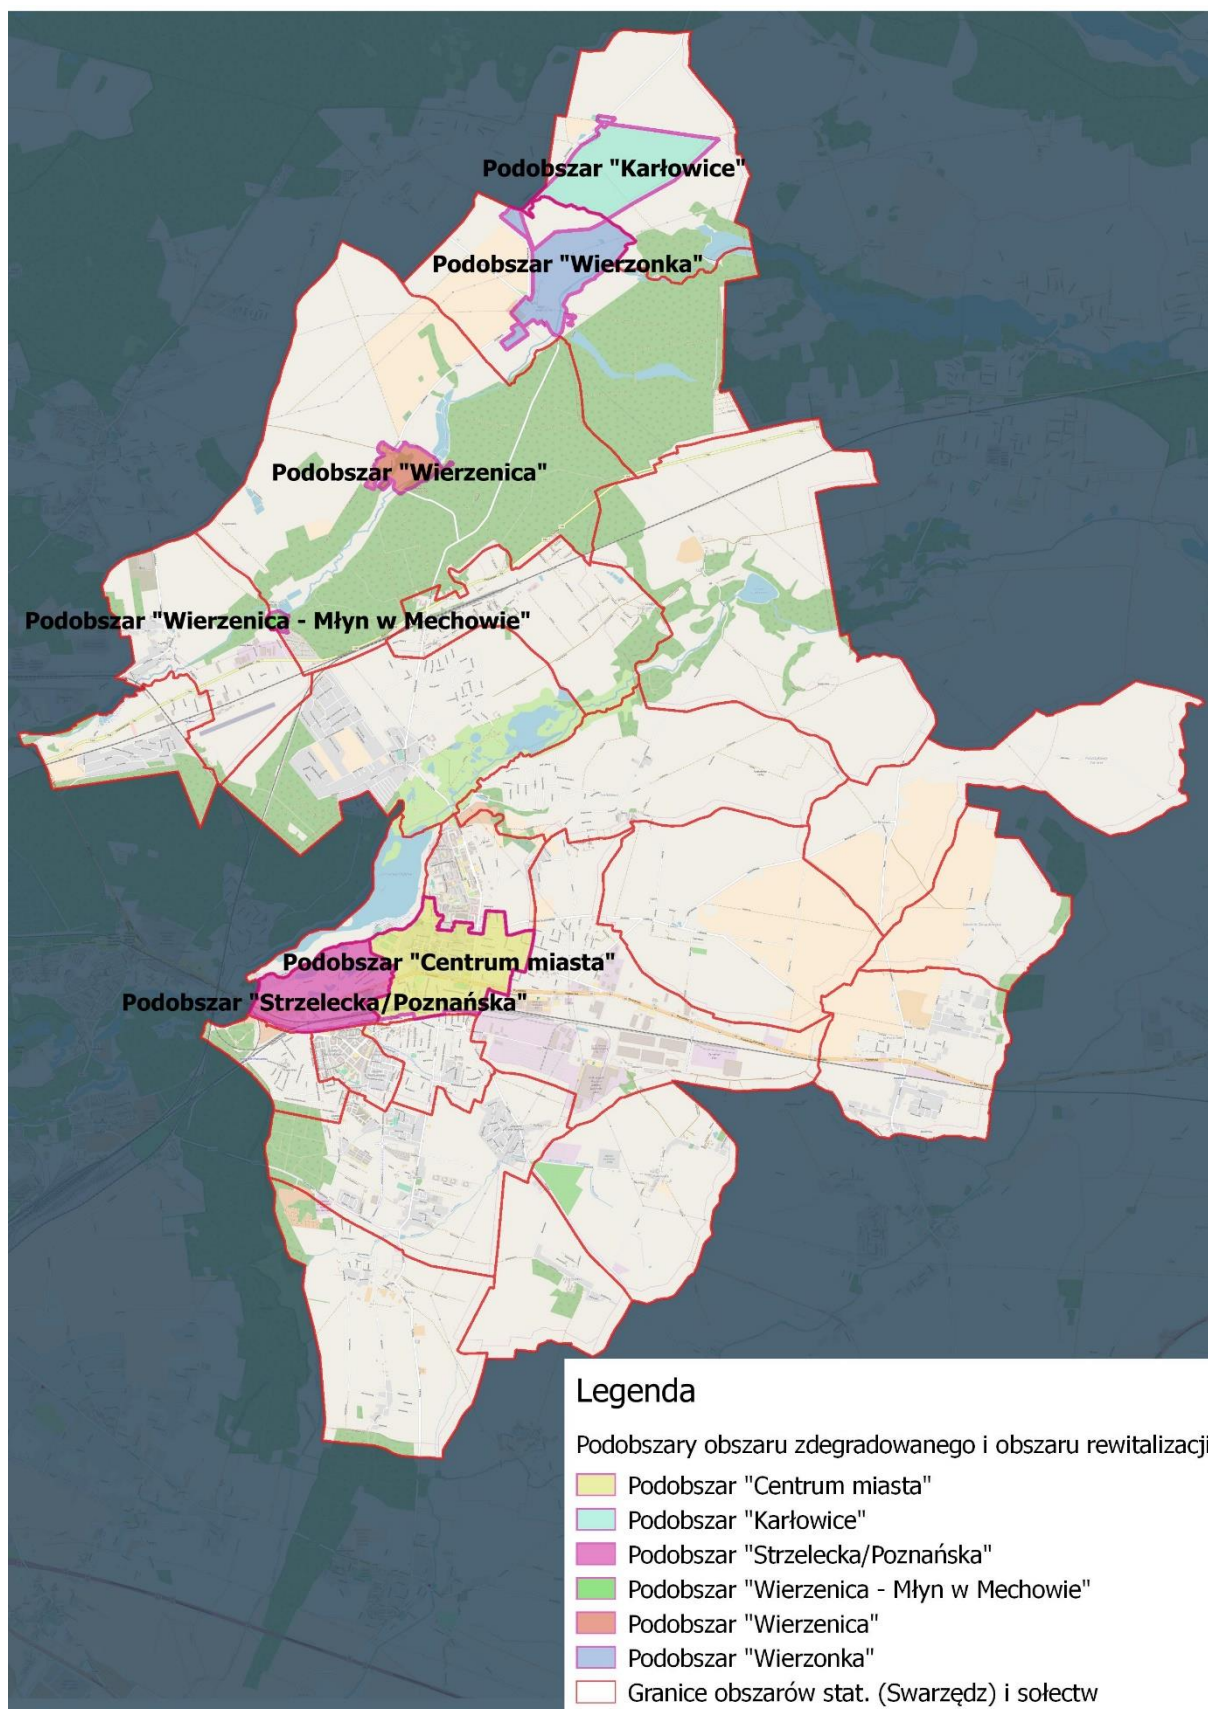 Podobszar "Karłowice"
Podobszar "Wierzonka"
Podobszar "Wierzenica"
Podobszar "Wierzenica - Młyn w Mechowie"
Podobszar "Centrum miasta"
Podobszar "Strzelecka/Poznańska"
Legenda
Podobszary obszaru zdegradowanego i obszaru rewitalizacji
Podobszar "Centrum miasta"
Podobszar "Karłowice"
Podobszar "Strzelecka/Poznańska"
Podobszar "Wierzenica - Młyn w Mechowie"
Podobszar "Wierzenica"
Podobszar "Wierzonka"
Granice obszarów stat. (Swarzędz) i sołectw